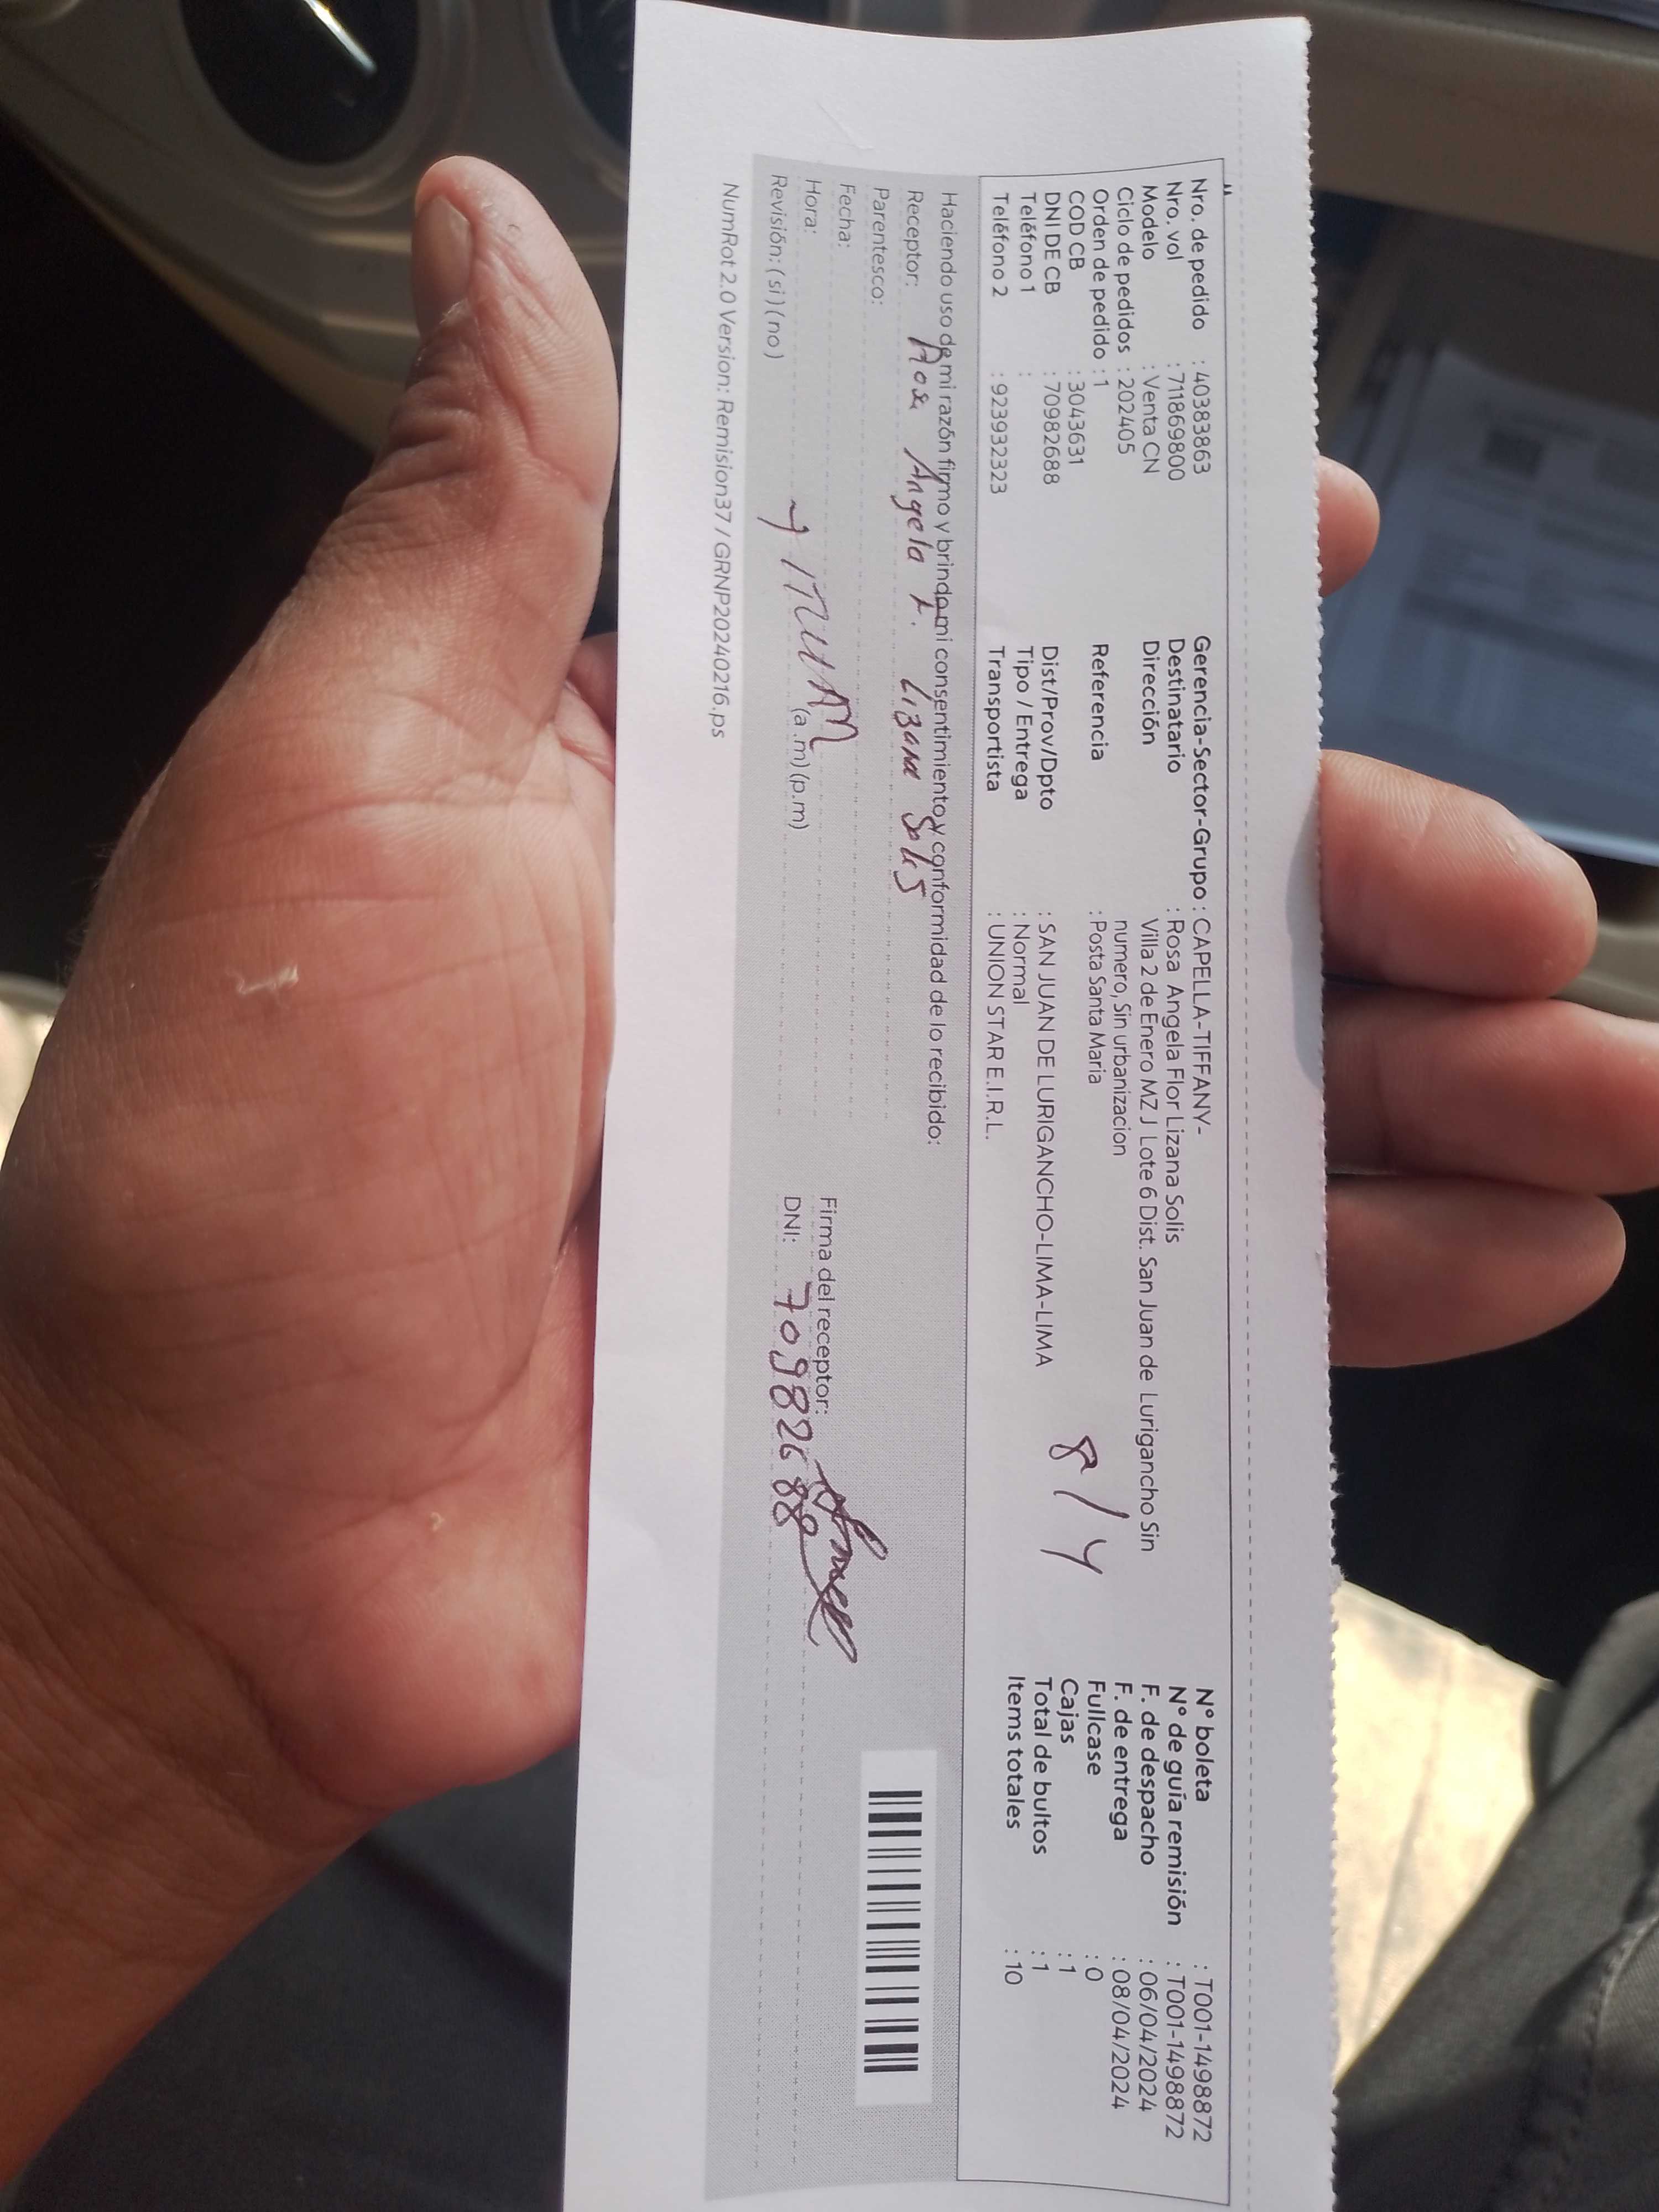 Nro. de pedido : 40383863
Nro. vol : 711869800
Modelo : Venta CN
Ciclo de pedidos : 202405
Orden de pedido : 1
COD CB : 3043631
DNI DE CB : 70982688
Teléfono 1 :
Teléfono 2 : 923932323
Gerencia-Sector-Grupo : CAPELLA-TIFFANY-
Destinatario : Rosa Angela Flor Lizana Solis
Dirección Villa 2 de Enero MZ J Lote 6 Dist. San Juan de Lurigancho Sin
numero, Sin urbanizacion
Referencia : Posta Santa Maria
Dist/Prov/Dpto : SAN JUAN DE LURIGANCHO-LIMA-LIMA
Tipo / Entrega : Normal
Transportista : UNION STAR E.I.R.L.
8/4
N° boleta : T001-1498872
N° de guía remisión : T001-1498872
F. de despacho : 06/04/2024
F. de entrega : 08/04/2024
Fullcase : 0
Cajas : 1
Total de bultos : 1
Items totales : 10
Haciendo uso de mi razón firmo y brindo mi consentimiento y conformidad de lo recibido:
Receptor: Rosa Angela F. Lizana Solis
Parentesco:
Fecha:
Hora: (a.m) (p.m)
Revisión: (si) (no)
Firma del receptor:
DNI: 70982688
NumRot 2.0 Version: Remision37 / GRNP20240216.ps